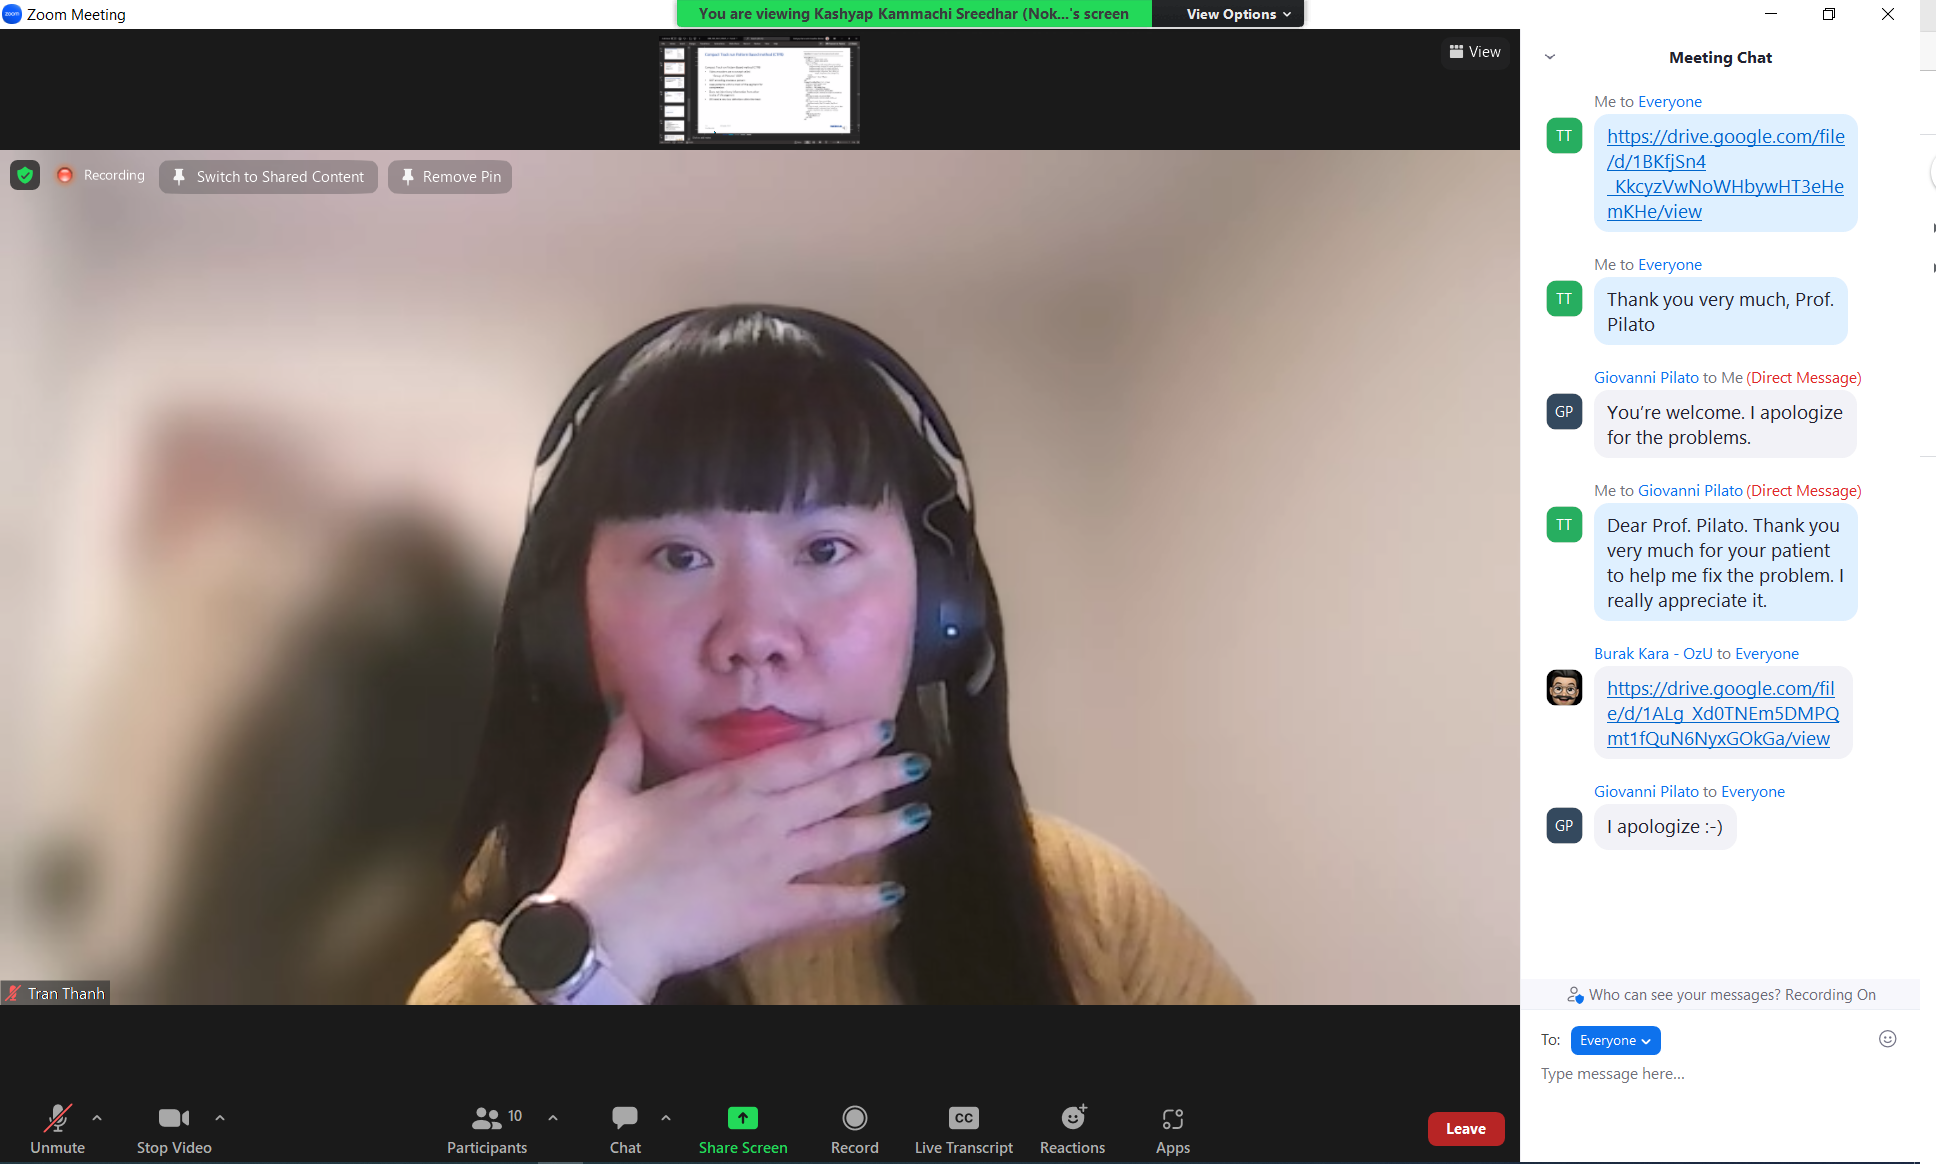 Zoom Meeting
You are viewing Kashyap Kammachi Sreedhar (Nok...'s screen
View Options
View
Recording
Switch to Shared Content
Remove Pin
Tran Thanh
Unmute
Stop Video
10
Participants
Chat
Share Screen
Record
CC
Live Transcript
Reactions
Apps
Leave
Meeting Chat
Me to Everyone
TT
https://drive.google.com/file
/d/1BKfjSn4
_KkcyzVwNoWHbywHT3eHe
mKHe/view
Me to Everyone
TT
Thank you very much, Prof.
Pilato
Giovanni Pilato to Me (Direct Message)
GP
You're welcome. I apologize
for the problems.
Me to Giovanni Pilato (Direct Message)
TT
Dear Prof. Pilato. Thank you
very much for your patient
to help me fix the problem. I
really appreciate it.
Burak Kara - OzU to Everyone
https://drive.google.com/fil
e/d/1ALg_Xd0TNEm5DMPQ
mt1fQuN6NyxGOkGa/view
Giovanni Pilato to Everyone
GP
I apologize :-)
Who can see your messages? Recording On
To: Everyone
Type message here...